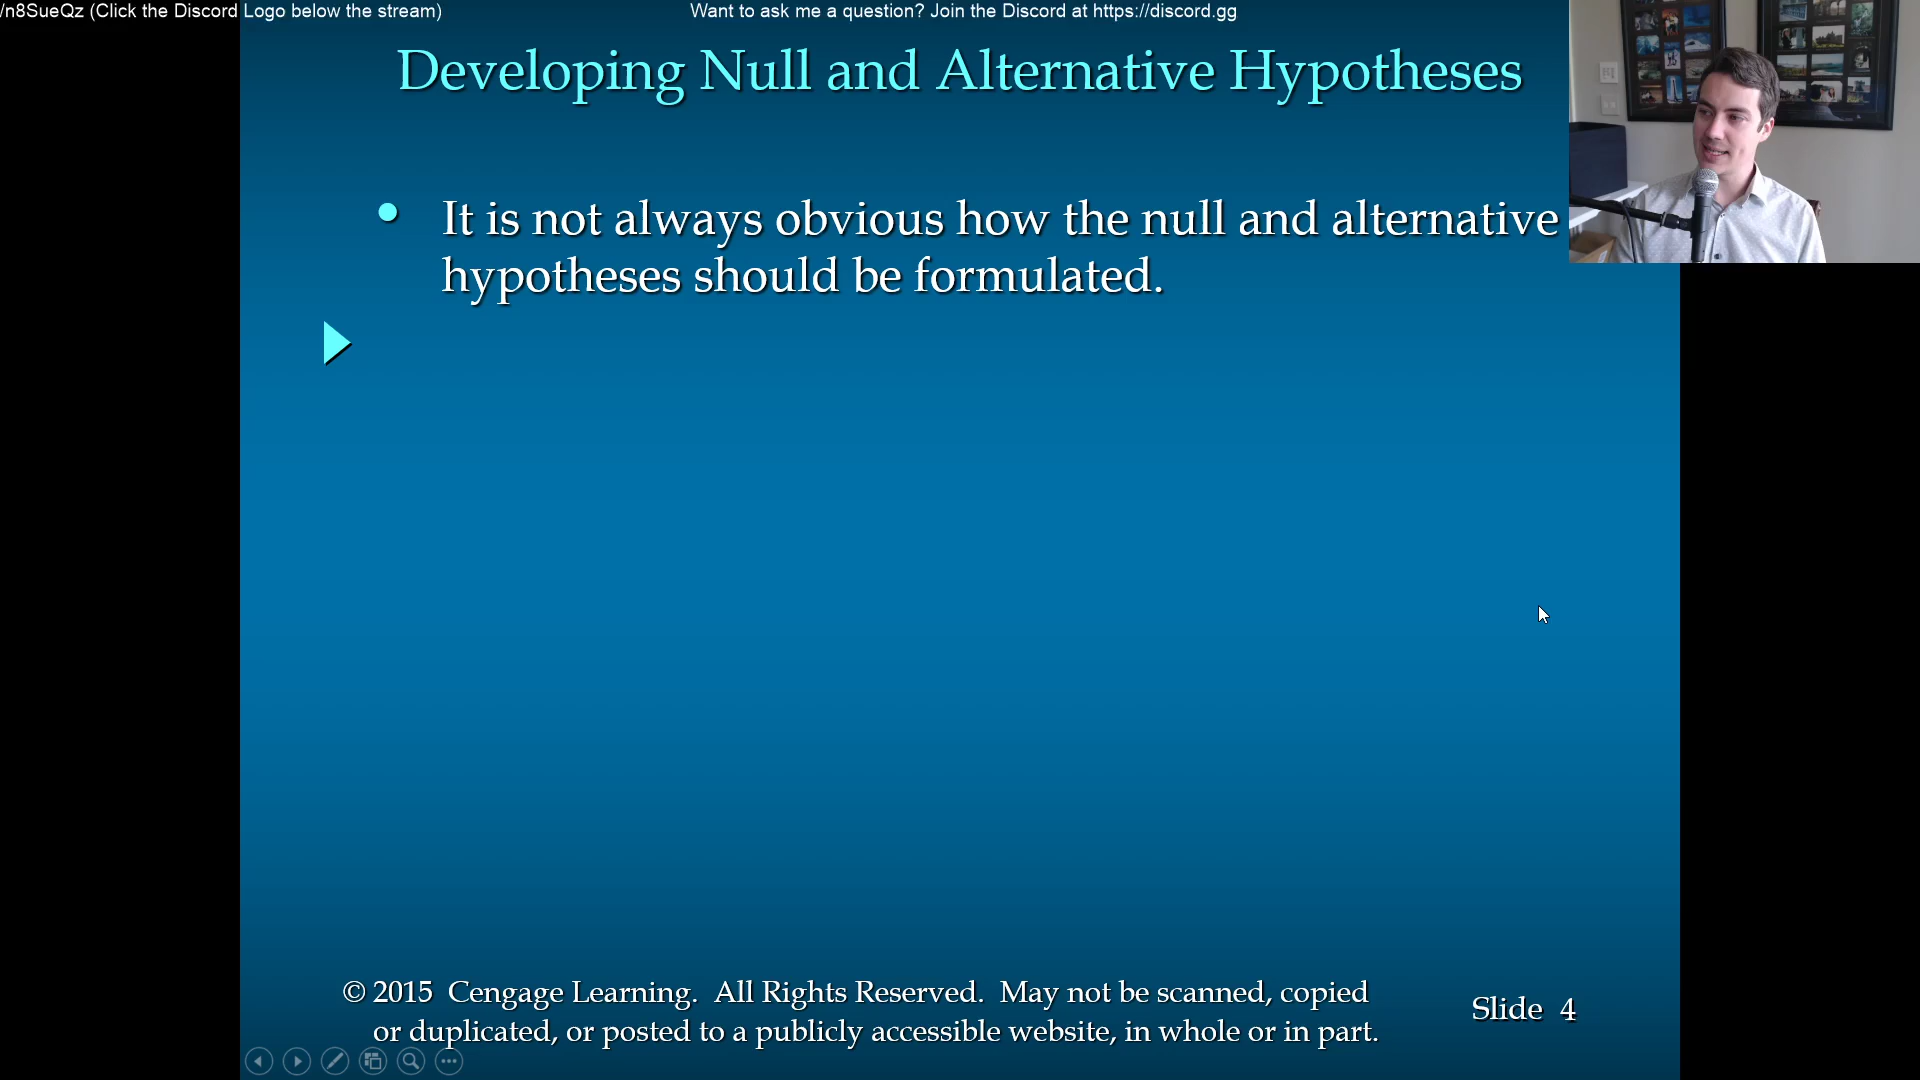 /n8SueQz (Click the Discord Logo below the stream) Want to ask me a question? Join the Discord at https://discord.gg
Developing Null and Alternative Hypotheses
• It is not always obvious how the null and alternative
hypotheses should be formulated.
© 2015 Cengage Learning. All Rights Reserved. May not be scanned, copied
or duplicated, or posted to a publicly accessible website, in whole or in part.
Slide 4